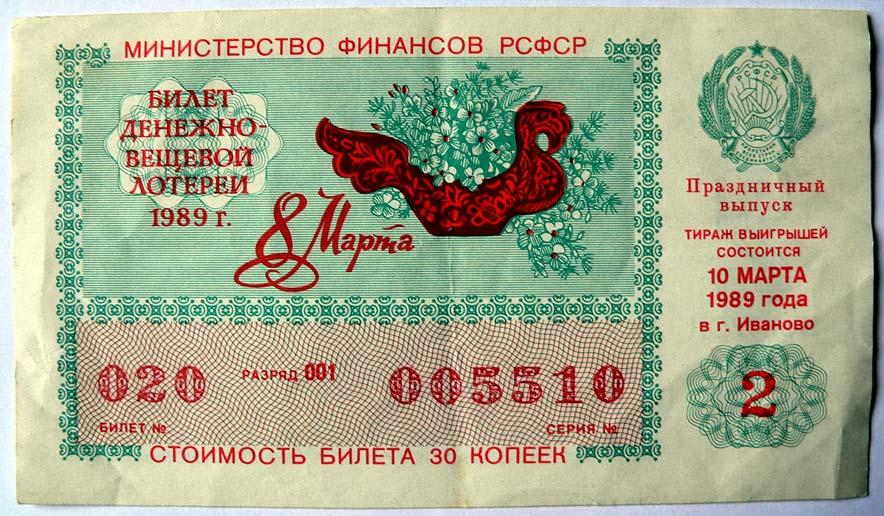 МИНИСТЕРСТВО ФИНАНСОВ РСФСР
БИЛЕТ
ДЕНЕЖНО-
ВЕЩЕВОЙ
ЛОТЕРЕИ
1989 г.
8 Марта
РСФСР
Праздничный
выпуск
ТИРАЖ ВЫИГРЫШЕЙ
СОСТОИТСЯ
10 МАРТА
1989 года
в г. Иваново
020 РАЗРЯД 001 005510
БИЛЕТ № СЕРИЯ №
2
СТОИМОСТЬ БИЛЕТА 30 КОПЕЕК